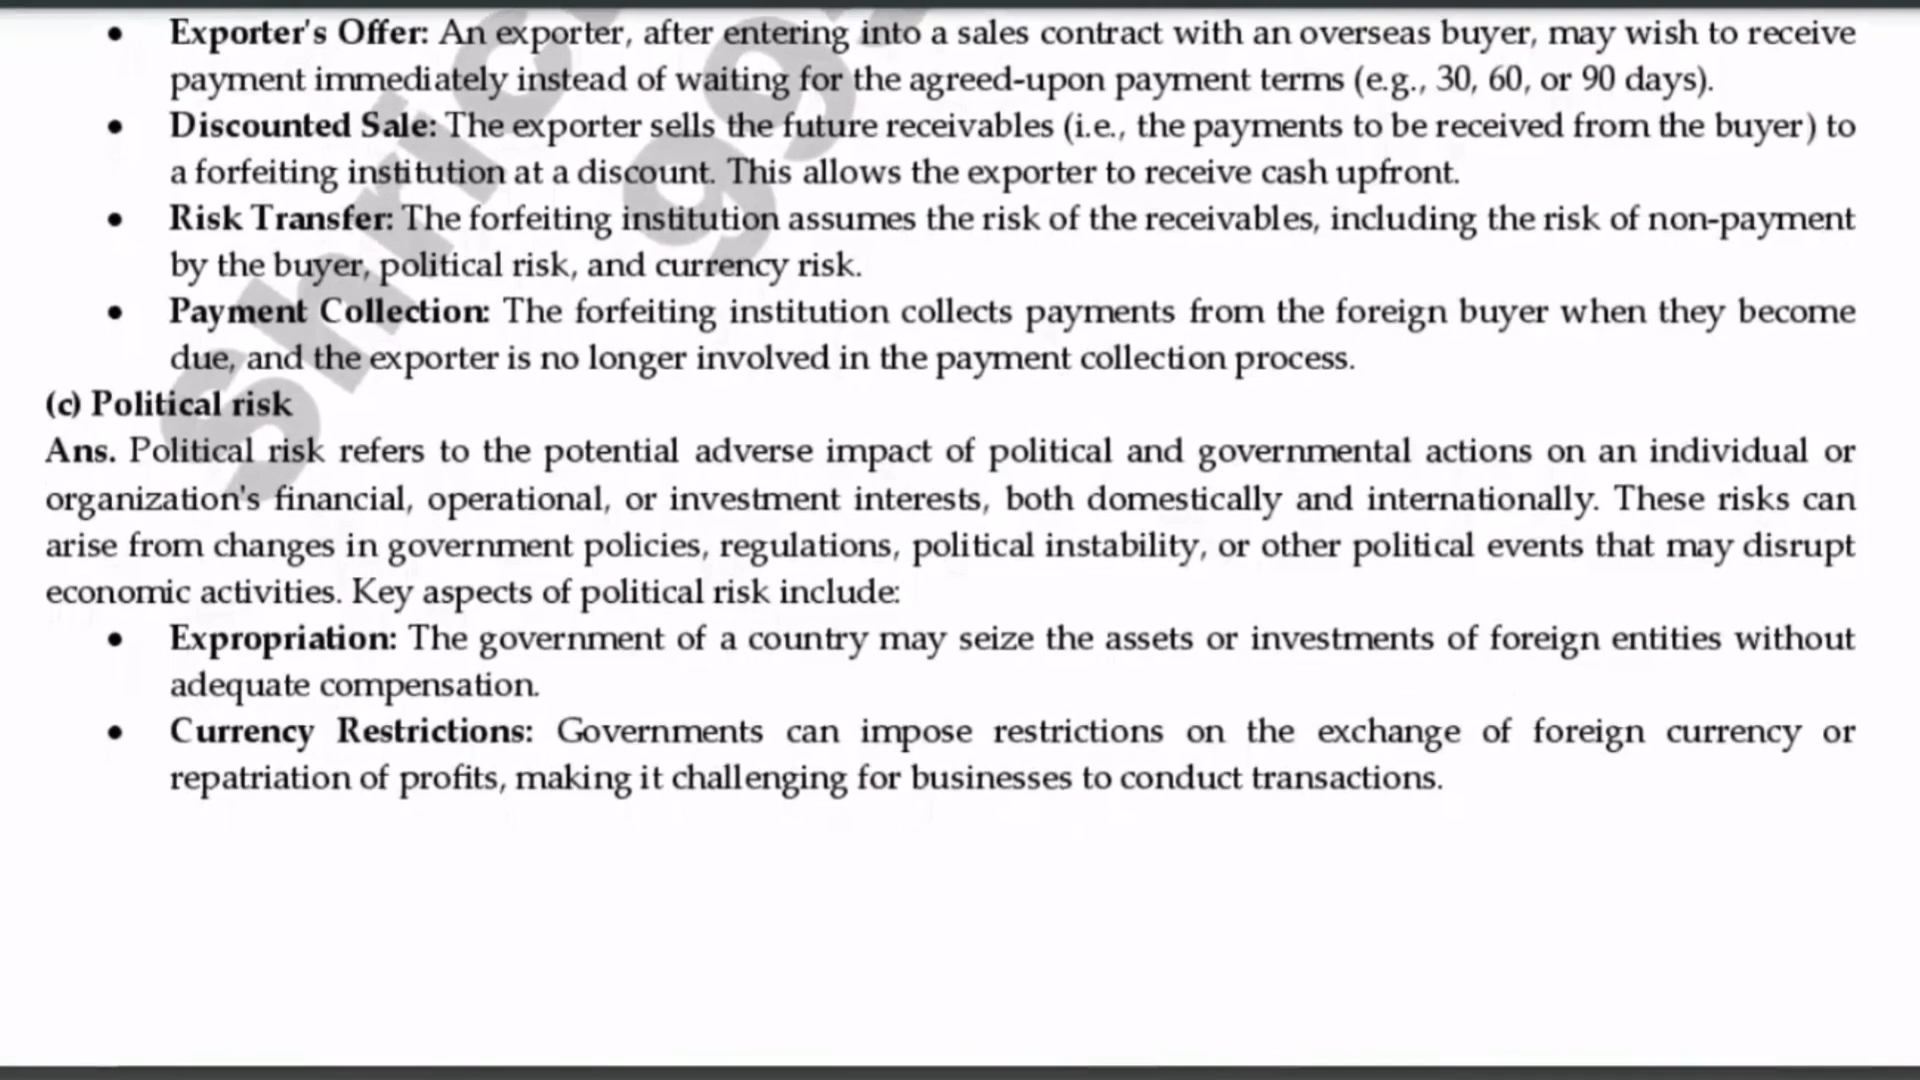 • Exporter's Offer: An exporter, after entering into a sales contract with an overseas buyer, may wish to receive
payment immediately instead of waiting for the agreed-upon payment terms (e.g., 30, 60, or 90 days).
• Discounted Sale: The exporter sells the future receivables (i.e., the payments to be received from the buyer) to
a forfeiting institution at a discount. This allows the exporter to receive cash upfront.
• Risk Transfer: The forfeiting institution assumes the risk of the receivables, including the risk of non-payment
by the buyer, political risk, and currency risk.
• Payment Collection: The forfeiting institution collects payments from the foreign buyer when they become
due, and the exporter is no longer involved in the payment collection process.
(c) Political risk
Ans. Political risk refers to the potential adverse impact of political and governmental actions on an individual or
organization's financial, operational, or investment interests, both domestically and internationally. These risks can
arise from changes in government policies, regulations, political instability, or other political events that may disrupt
economic activities. Key aspects of political risk include:
• Expropriation: The government of a country may seize the assets or investments of foreign entities without
adequate compensation.
• Currency Restrictions: Governments can impose restrictions on the exchange of foreign currency or
repatriation of profits, making it challenging for businesses to conduct transactions.